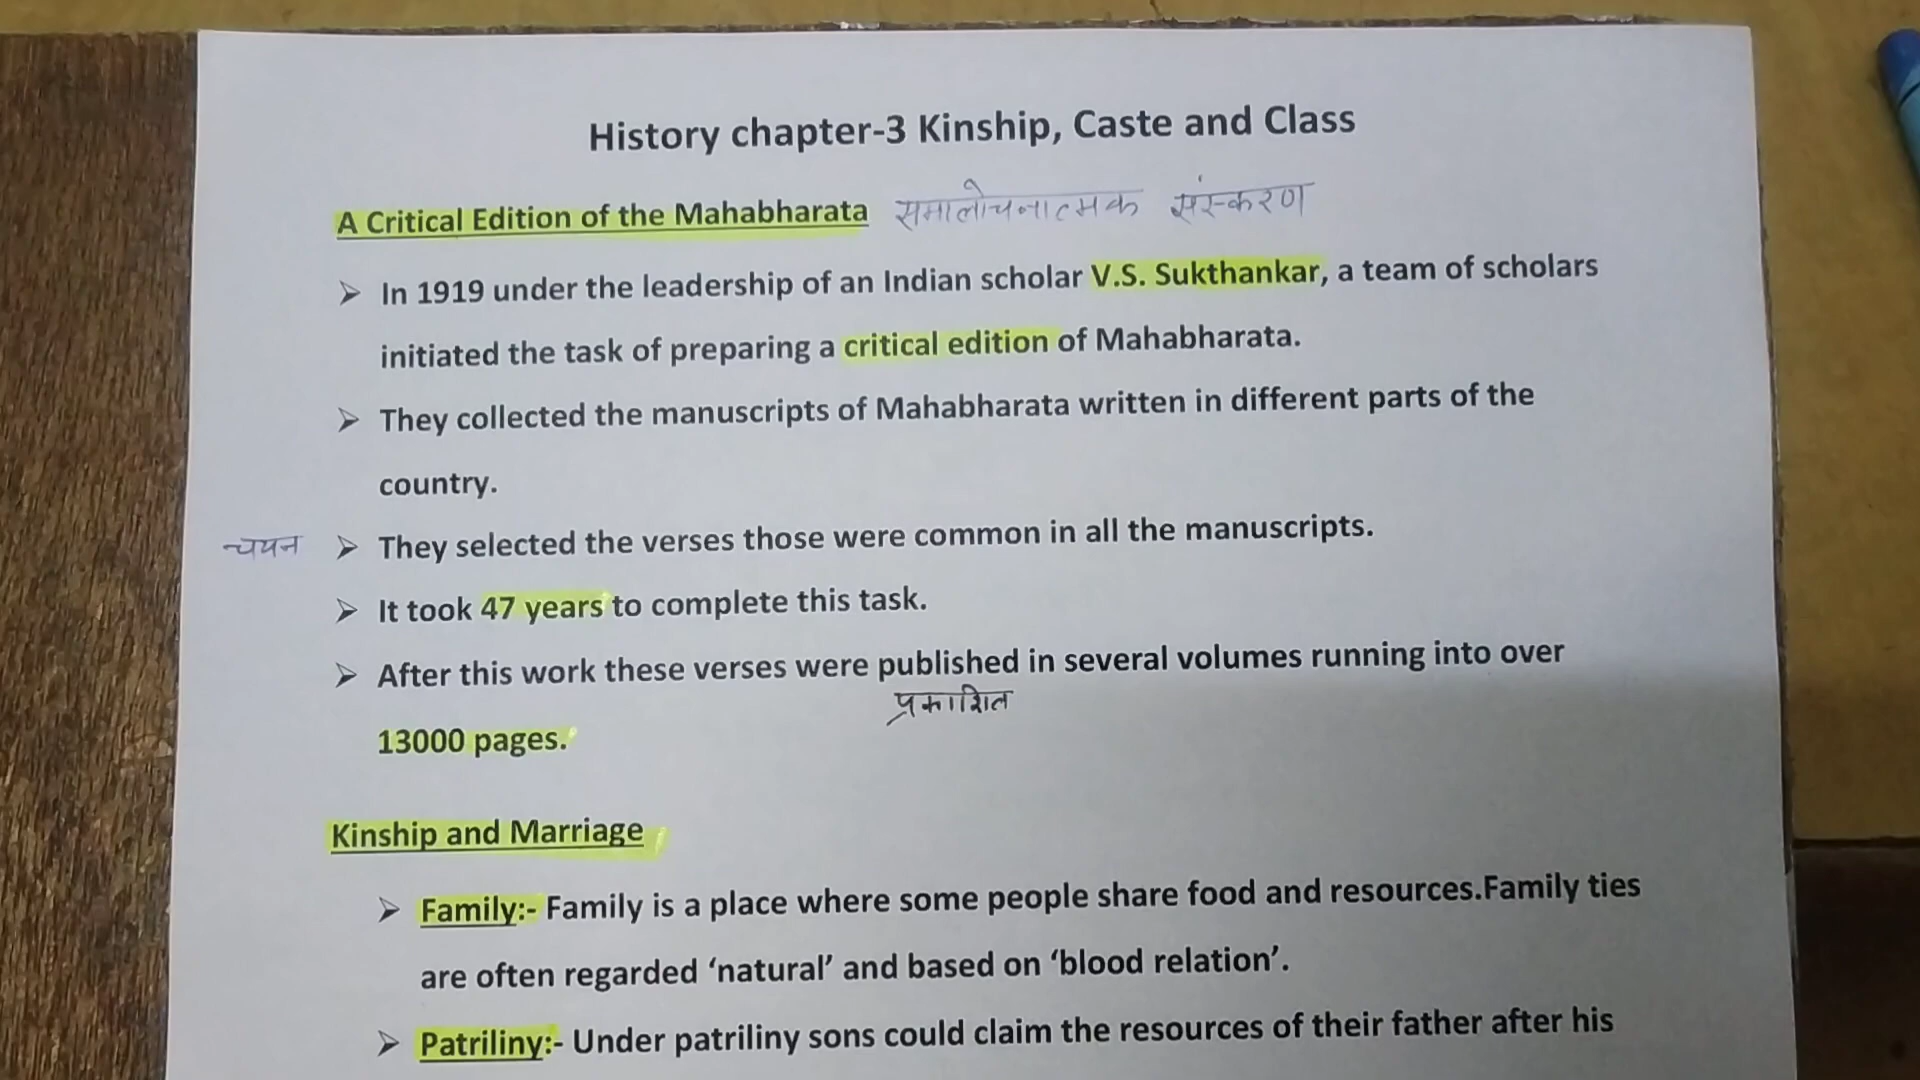 History chapter-3 Kinship, Caste and Class
A Critical Edition of the Mahabharata समालोचनात्मक संस्करण
➢ In 1919 under the leadership of an Indian scholar V.S. Sukthankar, a team of scholars
initiated the task of preparing a critical edition of Mahabharata.
➢ They collected the manuscripts of Mahabharata written in different parts of the
country.
चयन ➢ They selected the verses those were common in all the manuscripts.
➢ It took 47 years to complete this task.
➢ After this work these verses were published in several volumes running into over
प्रकाशित
13000 pages.
Kinship and Marriage
➢ Family:- Family is a place where some people share food and resources.Family ties
are often regarded ‘natural’ and based on ‘blood relation’.
➢ Patriliny:- Under patriliny sons could claim the resources of their father after his